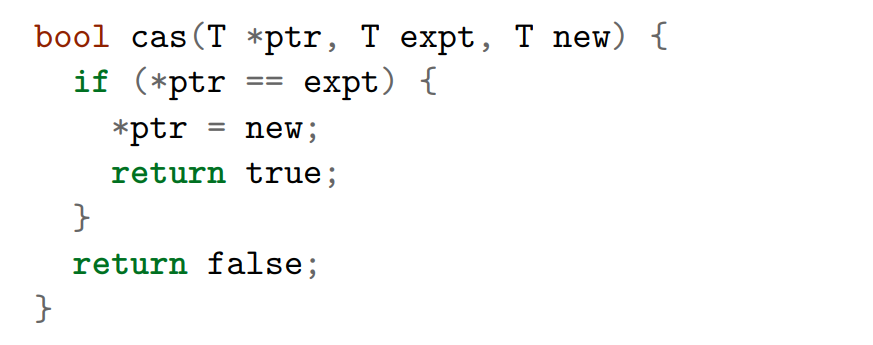 bool cas(T *ptr, T expt, T new) {
  if (*ptr == expt) {
    *ptr = new;
    return true;
  }
  return false;
}